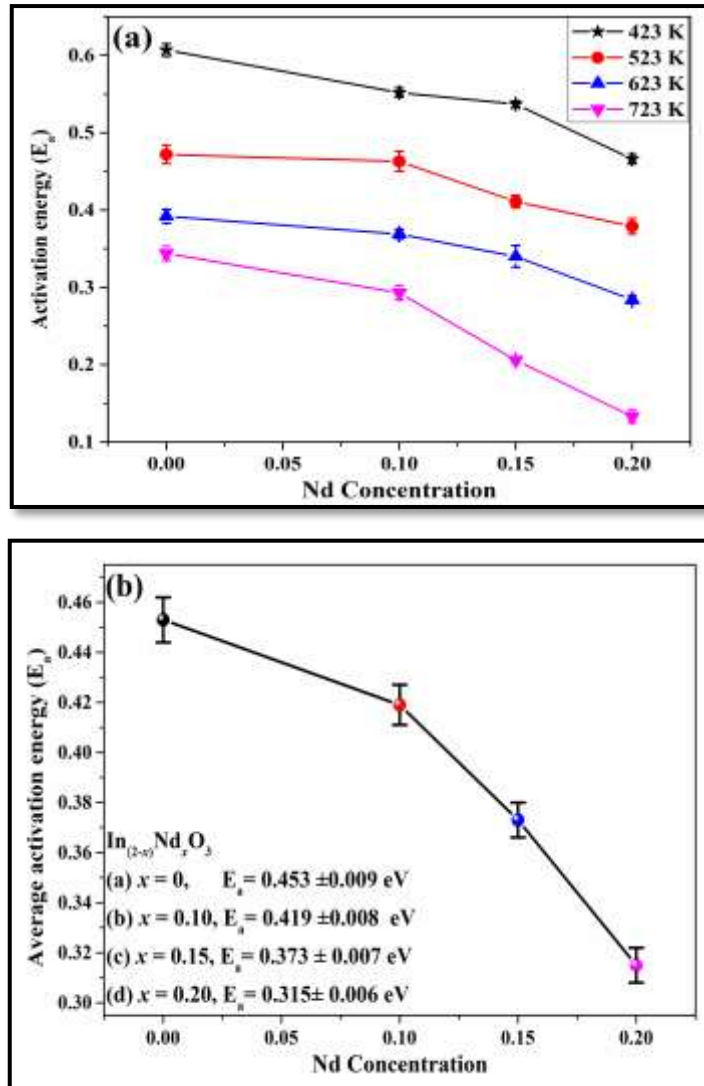 (a)
423 K
523 K
623 K
723 K
Activation energy (Ea)
0.6
0.5
0.4
0.3
0.2
0.1
0.00 0.05 0.10 0.15 0.20
Nd Concentration
(b)
Average activation energy (Ea)
0.46
0.44
0.42
0.40
0.38
0.36
0.34
0.32
0.30
In(2-x)NdxO3
(a) x = 0, Ea= 0.453 ±0.009 eV
(b) x = 0.10, Ea= 0.419 ±0.008 eV
(c) x = 0.15, Ea= 0.373 ± 0.007 eV
(d) x = 0.20, Ea= 0.315± 0.006 eV
0.00 0.05 0.10 0.15 0.20
Nd Concentration